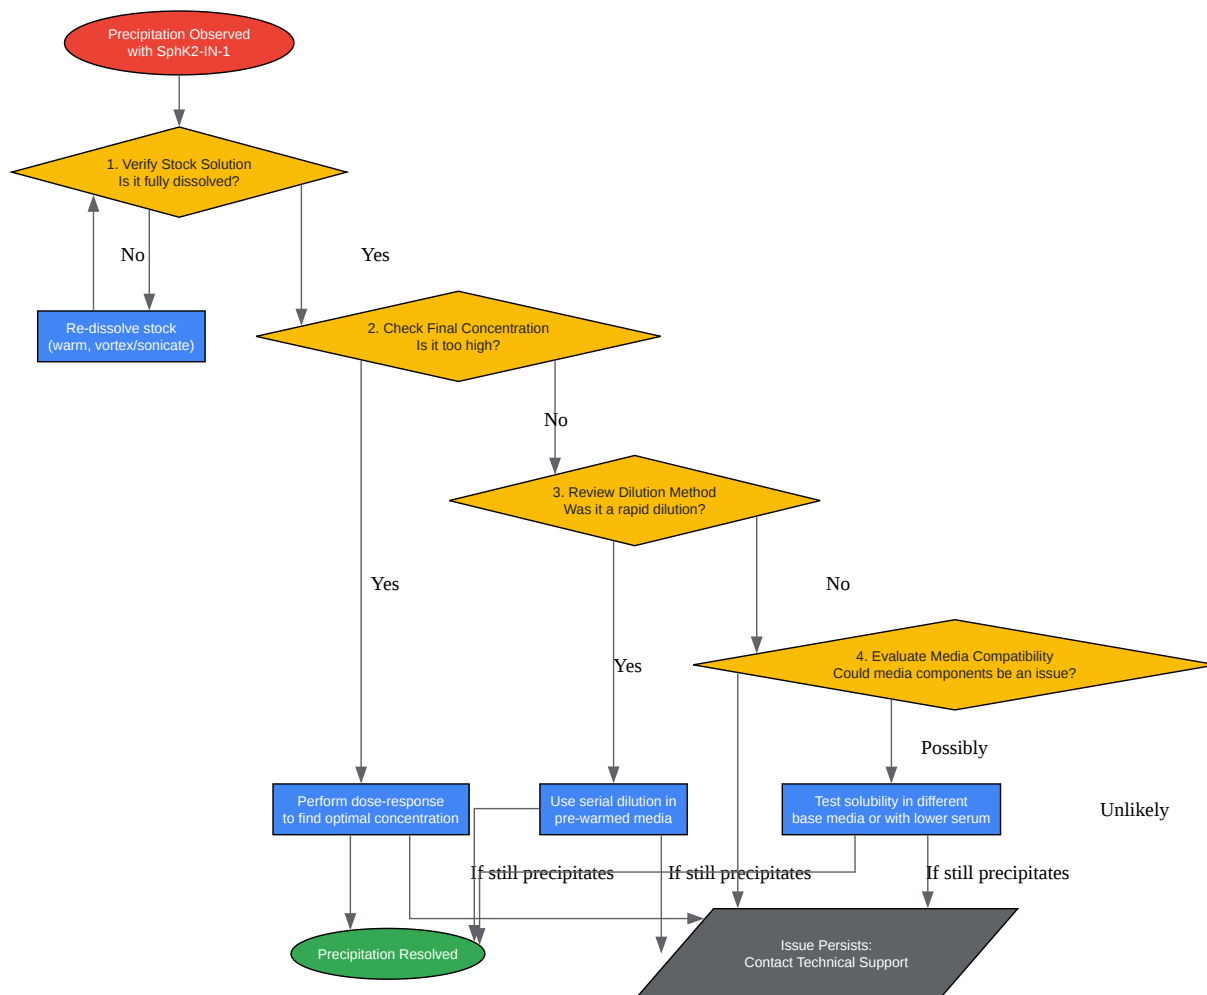 Precipitation Observed
with SphK2-IN-1
1. Verify Stock Solution
Is it fully dissolved?
No
Yes
Re-dissolve stock
(warm, vortex/sonicate)
2. Check Final Concentration
Is it too high?
No
3. Review Dilution Method
Was it a rapid dilution?
Yes
No
Yes
4. Evaluate Media Compatibility
Could media components be an issue?
Possibly
Perform dose-response
to find optimal concentration
Use serial dilution in
pre-warmed media
Test solubility in different
base media or with lower serum
Unlikely
If still precipitates
If still precipitates
If still precipitates
Precipitation Resolved
Issue Persists:
Contact Technical Support